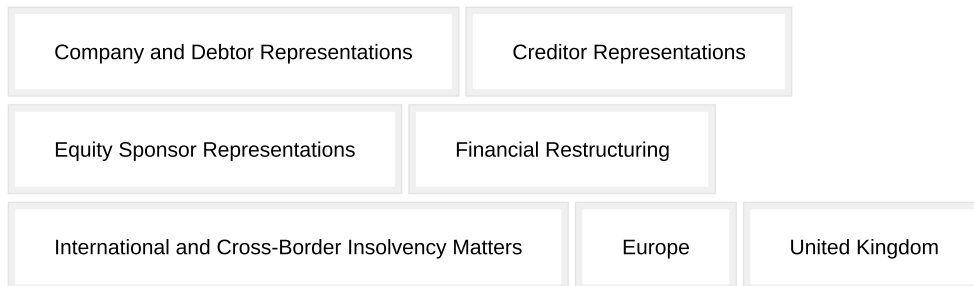 Company and Debtor Representations Creditor Representations
Equity Sponsor Representations Financial Restructuring
International and Cross-Border Insolvency Matters Europe United Kingdom